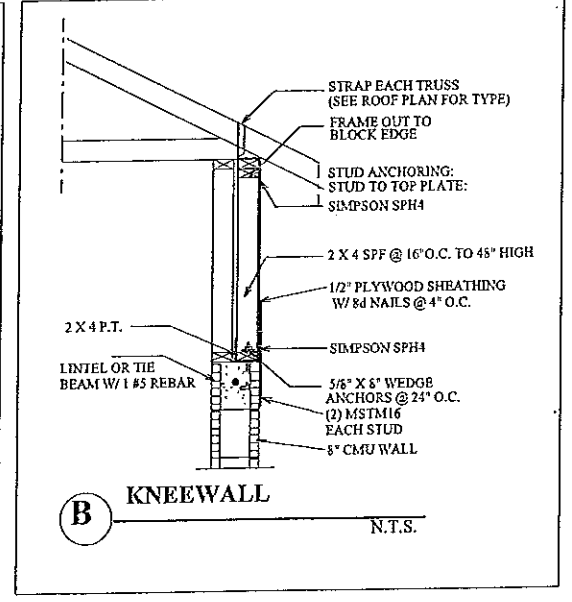 STRAP EACH TRUSS
(SEE ROOF PLAN FOR TYPE)
FRAME OUT TO
BLOCK EDGE
STUD ANCHORING:
STUD TO TOP PLATE:
SIMPSON SPH4
2 X 4 SPF @ 16" O.C. TO 48" HIGH
1/2" PLYWOOD SHEATHING
W/ 8d NAILS @ 4" O.C.
2 X 4 P.T.
SIMPSON SPH4
LINTEL OR TIE
BEAM W/ 1 #5 REBAR
5/8" X 8" WEDGE
ANCHORS @ 24" O.C.
(2) MSTM16
EACH STUD
8" CMU WALL
B
KNEEWALL
N.T.S.